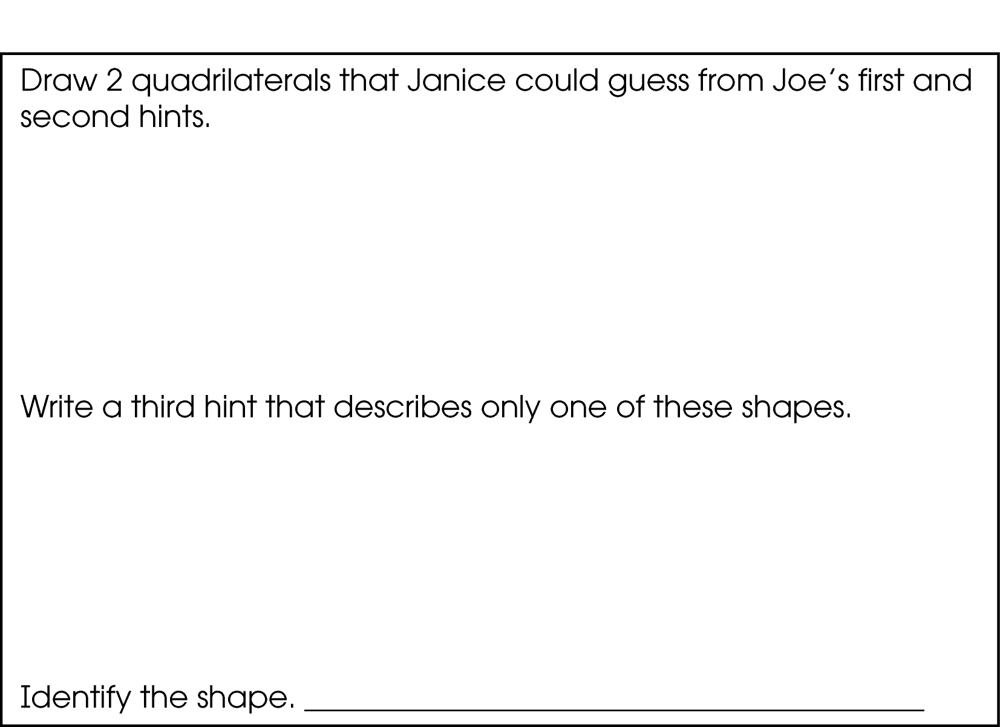 Draw 2 quadrilaterals that Janice could guess from Joe’s first and
second hints.
Write a third hint that describes only one of these shapes.
Identify the shape.